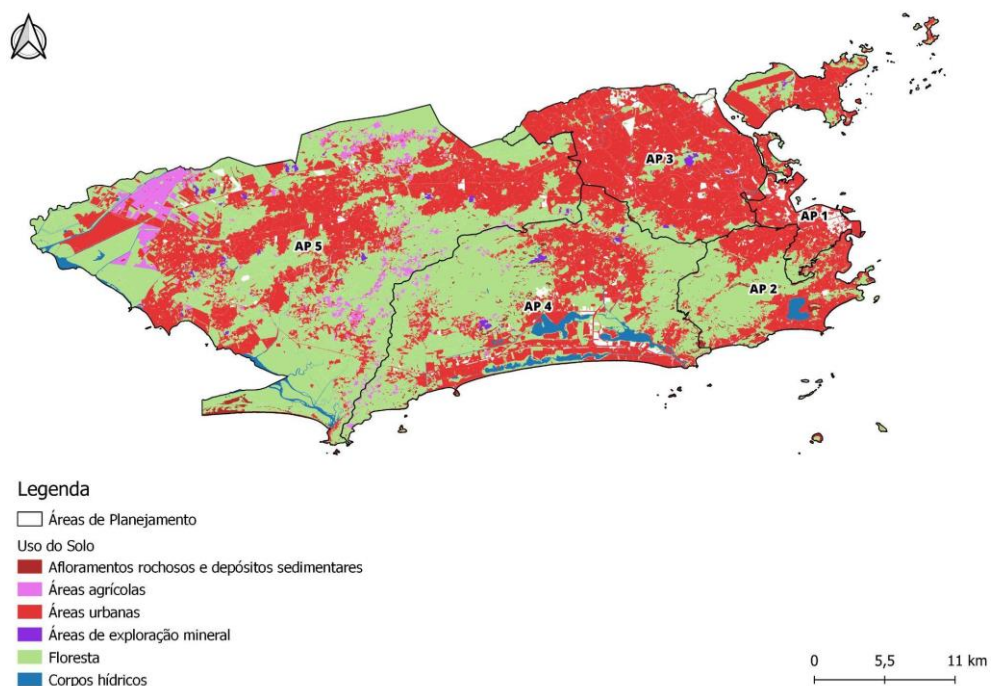 AP 3
AP 1
AP 5
AP 2
AP 4
Legenda
Áreas de Planejamento
Uso do Solo
Afloramentos rochosos e depósitos sedimentares
Áreas agrícolas
Áreas urbanas
Áreas de exploração mineral
Floresta
Corpos hídricos
0 5,5 11 km